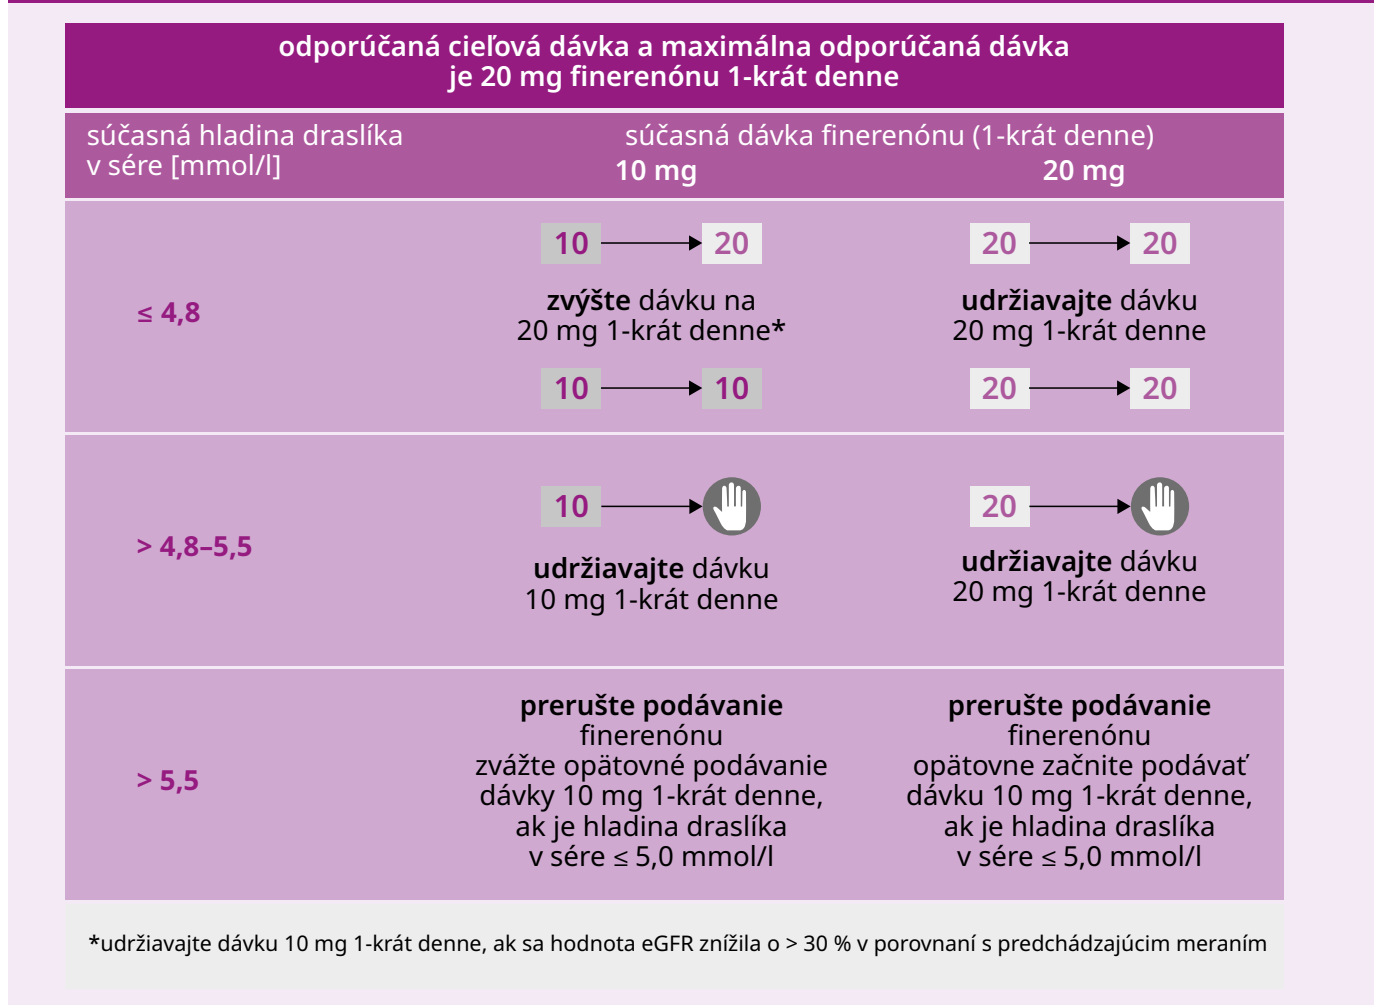 odporúčaná cieľová dávka a maximálna odporúčaná dávka
je 20 mg finerenónu 1-krát denne
súčasná hladina draslíka
v sére [mmol/l]
súčasná dávka finerenónu (1-krát denne)
10 mg
20 mg
≤ 4,8
10
20
zvýšte dávku na
20 mg 1-krát denne*
10
10
20
20
udržiavajte dávku
20 mg 1-krát denne
20
20
> 4,8–5,5
10
udržiavajte dávku
10 mg 1-krát denne
20
udržiavajte dávku
20 mg 1-krát denne
> 5,5
prerušte podávanie
finerenónu
zvážte opätovné podávanie
dávky 10 mg 1-krát denne,
ak je hladina draslíka
v sére ≤ 5,0 mmol/l
prerušte podávanie
finerenónu
opätovne začnite podávať
dávku 10 mg 1-krát denne,
ak je hladina draslíka
v sére ≤ 5,0 mmol/l
*udržiavajte dávku 10 mg 1-krát denne, ak sa hodnota eGFR znížila o > 30 % v porovnaní s predchádzajúcim meraním